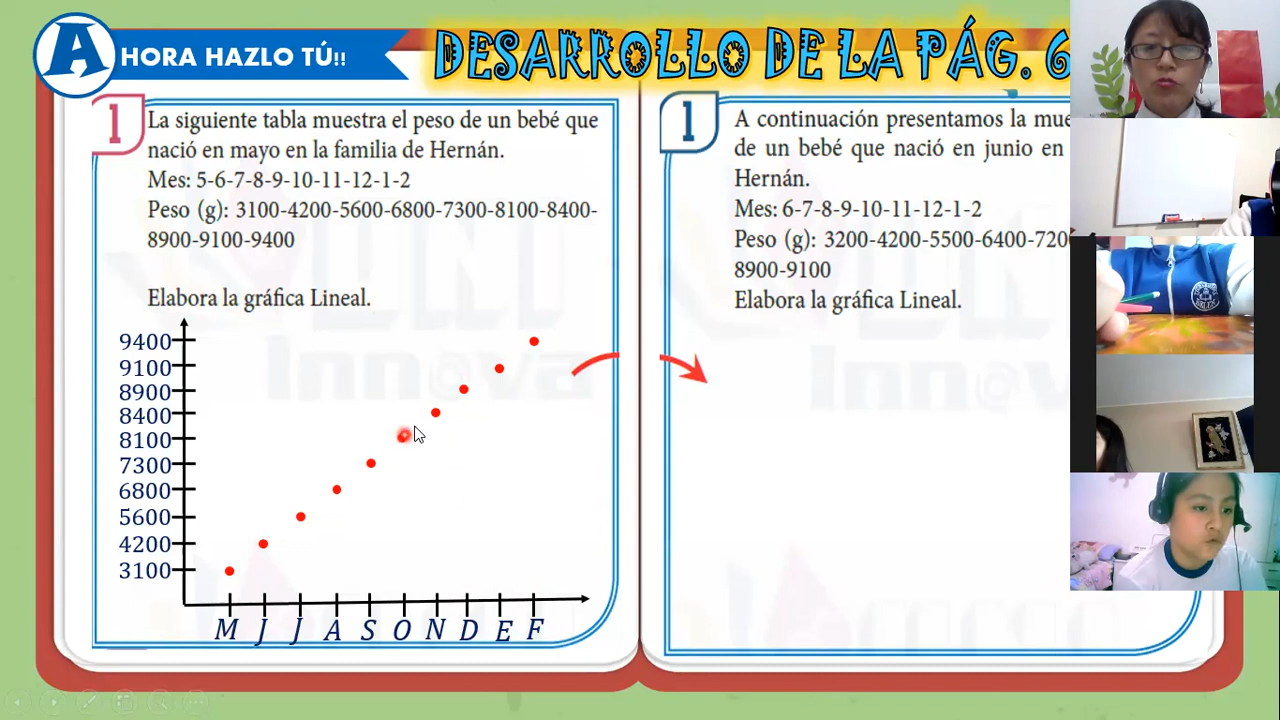 A HORA HAZLO TÚ!!
DESARROLLO DE LA PÁG. 6
1
La siguiente tabla muestra el peso de un bebé que
nació en mayo en la familia de Hernán.
Mes: 5-6-7-8-9-10-11-12-1-2
Peso (g): 3100-4200-5600-6800-7300-8100-8400-
8900-9100-9400
Elabora la gráfica Lineal.
9400
9100
8900
8400
8100
7300
6800
5600
4200
3100
M J J A S O N D E F
1
A continuación presentamos la mue
de un bebé que nació en junio en
Hernán.
Mes: 6-7-8-9-10-11-12-1-2
Peso (g): 3200-4200-5500-6400-720
8900-9100
Elabora la gráfica Lineal.
Inn@va
Inn@v